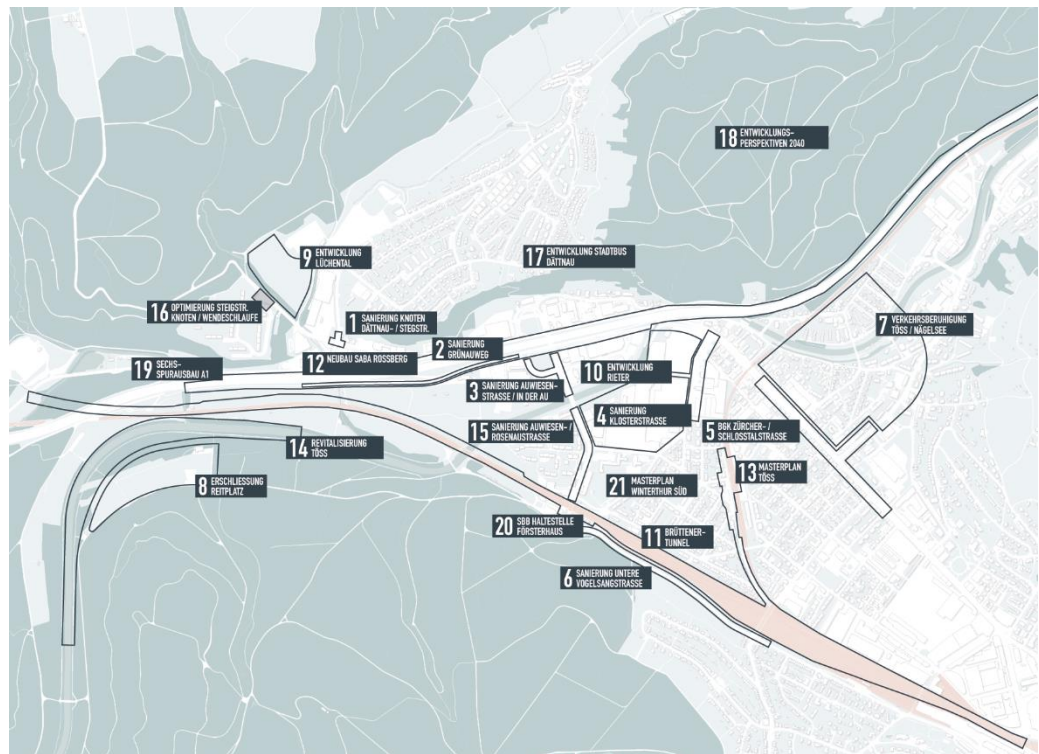 18 ENTWICKLUNGS-
PERSPEKTIVEN 2040
9 ENTWICKLUNG
LÜCHENTAL
17 ENTWICKLUNG STADTBUS
DÄTTNAU
16 OPTIMIERUNG STEIGSTR.
KNOTEN / WENDESCHLAUFE
1 SANIERUNG KNOTEN
DÄTTNAU- / STEGSTR.
7 VERKEHRSBERUHIGUNG
TÖSS / NÄGELSEE
2 SANIERUNG
GRÜNAUWEG
12 NEUBAU SABA ROSSBERG
19 SECHS-
SPURAUSBAU A1
10 ENTWICKLUNG
RIETER
3 SANIERUNG AUWIESEN-
STRASSE / IN DER AU
4 SANIERUNG
KLOSTERSTRASSE
15 SANIERUNG AUWIESEN- /
ROSENAUSTRASSE
5 BGK ZÜRCHER- /
SCHLOSSTALSTRASSE
14 REVITALISIERUNG
TÖSS
13 MASTERPLAN
TÖSS
8 ERSCHLIESSUNG
REITPLATZ
21 MASTERPLAN
WINTERTHUR SÜD
20 SBB HALTESTELLE
FÖRSTERHAUS
11 BRÜTTENER-
TUNNEL
6 SANIERUNG UNTERE
VOGELSANGSTRASSE